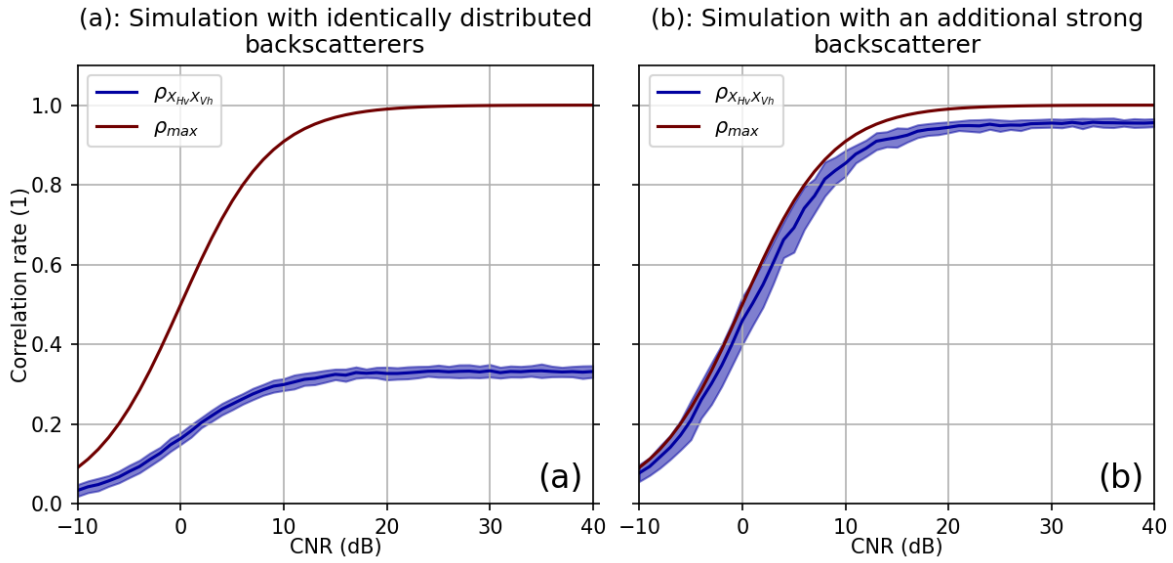 (a): Simulation with identically distributed
backscatterers
ρ_{X_{Hv}X_{Vh}}
ρ_{max}
Correlation rate (1)
1.0
0.8
0.6
0.4
0.2
0.0
(a)
−10 0 10 20 30 40
CNR (dB)
(b): Simulation with an additional strong
backscatterer
ρ_{X_{Hv}X_{Vh}}
ρ_{max}
(b)
−10 0 10 20 30 40
CNR (dB)